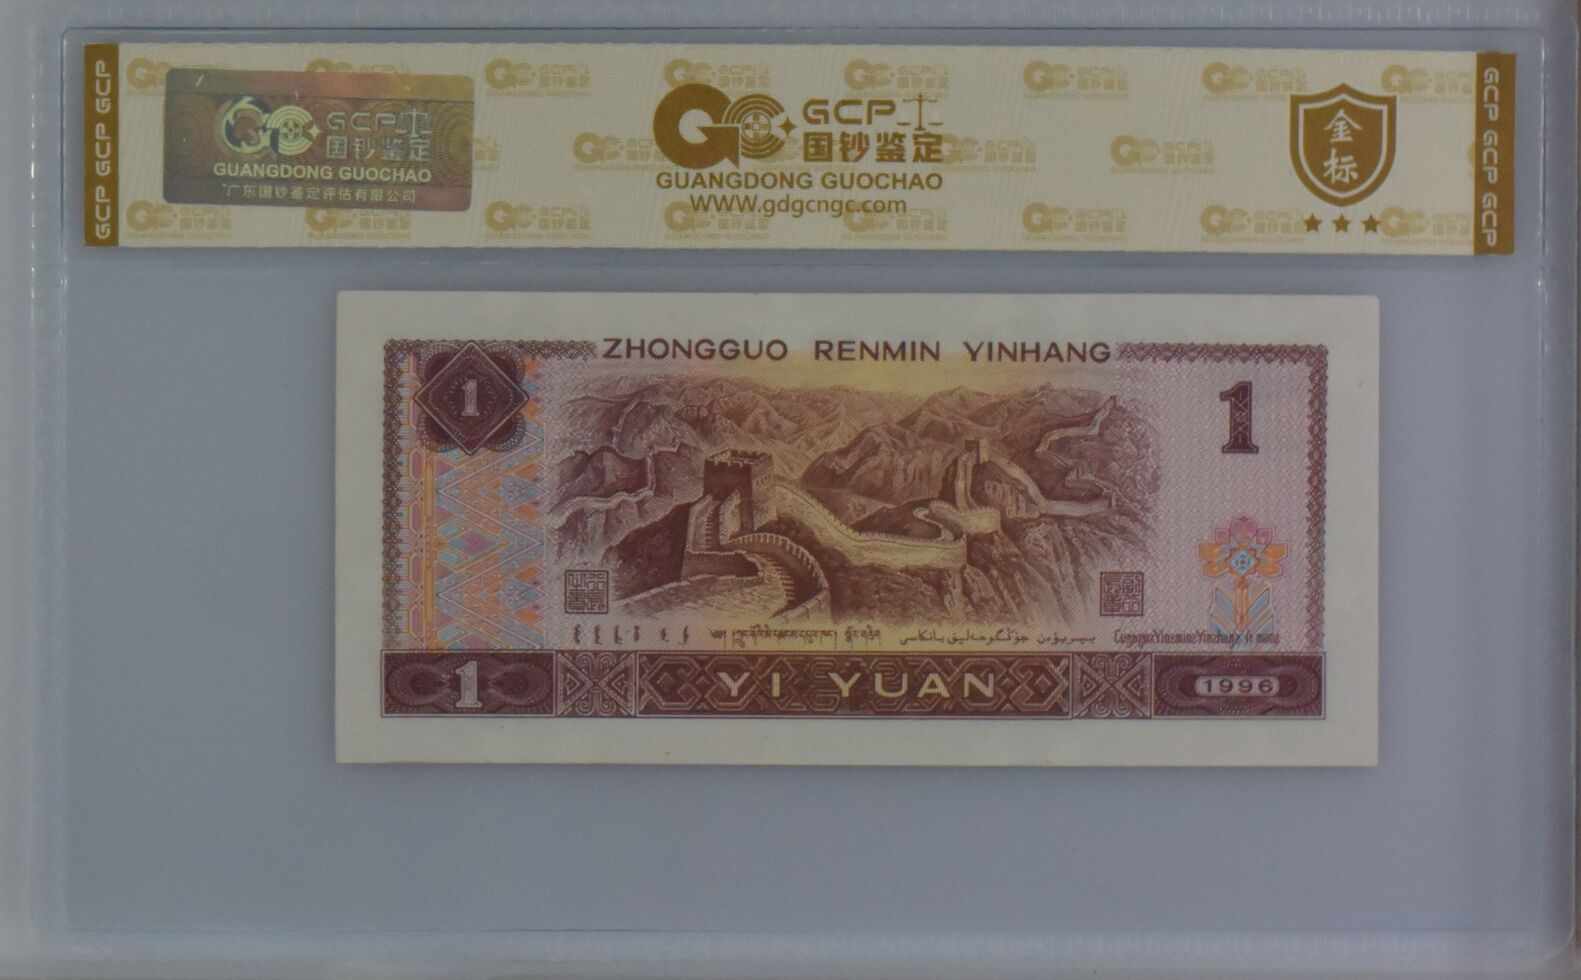 GCP GCP GCP
GCP
国钞鉴定
GUANGDONG GUOCHAO
广东国钞鉴定评估有限公司
GCP
国钞鉴定
GUANGDONG GUOCHAO
WWW.gdgcngc.com
金标
GCP GCP GCP
ZHONGGUO RENMIN YINHANG
1
1
1
YI YUAN
1996